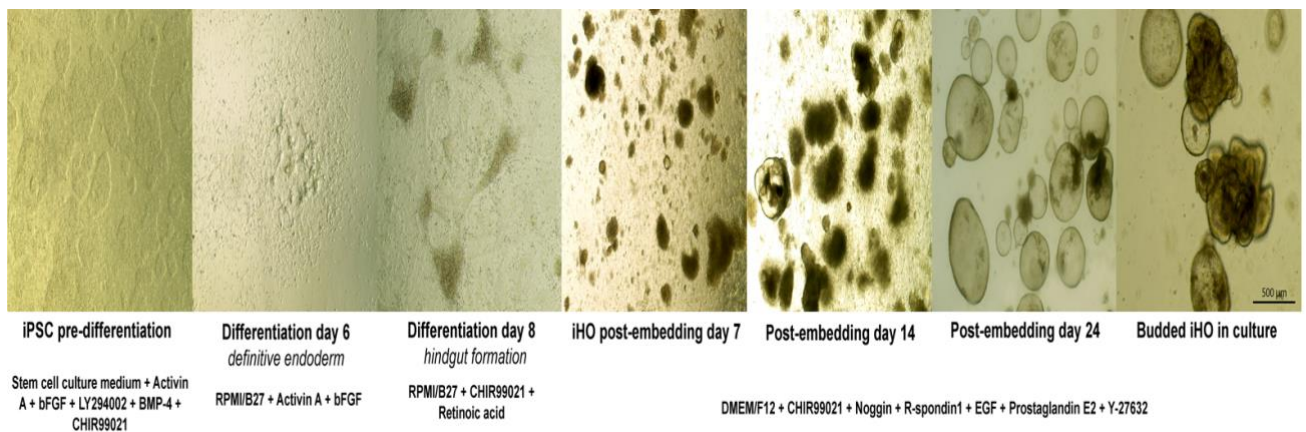 500 µm
iPSC pre-differentiation
Stem cell culture medium + Activin
A + bFGF + LY294002 + BMP-4 +
CHIR99021
Differentiation day 6
definitive endoderm
RPMI/B27 + Activin A + bFGF
Differentiation day 8
hindgut formation
RPMI/B27 + CHIR99021 +
Retinoic acid
iHO post-embedding day 7
Post-embedding day 14
Post-embedding day 24
Budded iHO in culture
DMEM/F12 + CHIR99021 + Noggin + R-spondin1 + EGF + Prostaglandin E2 + Y-27632